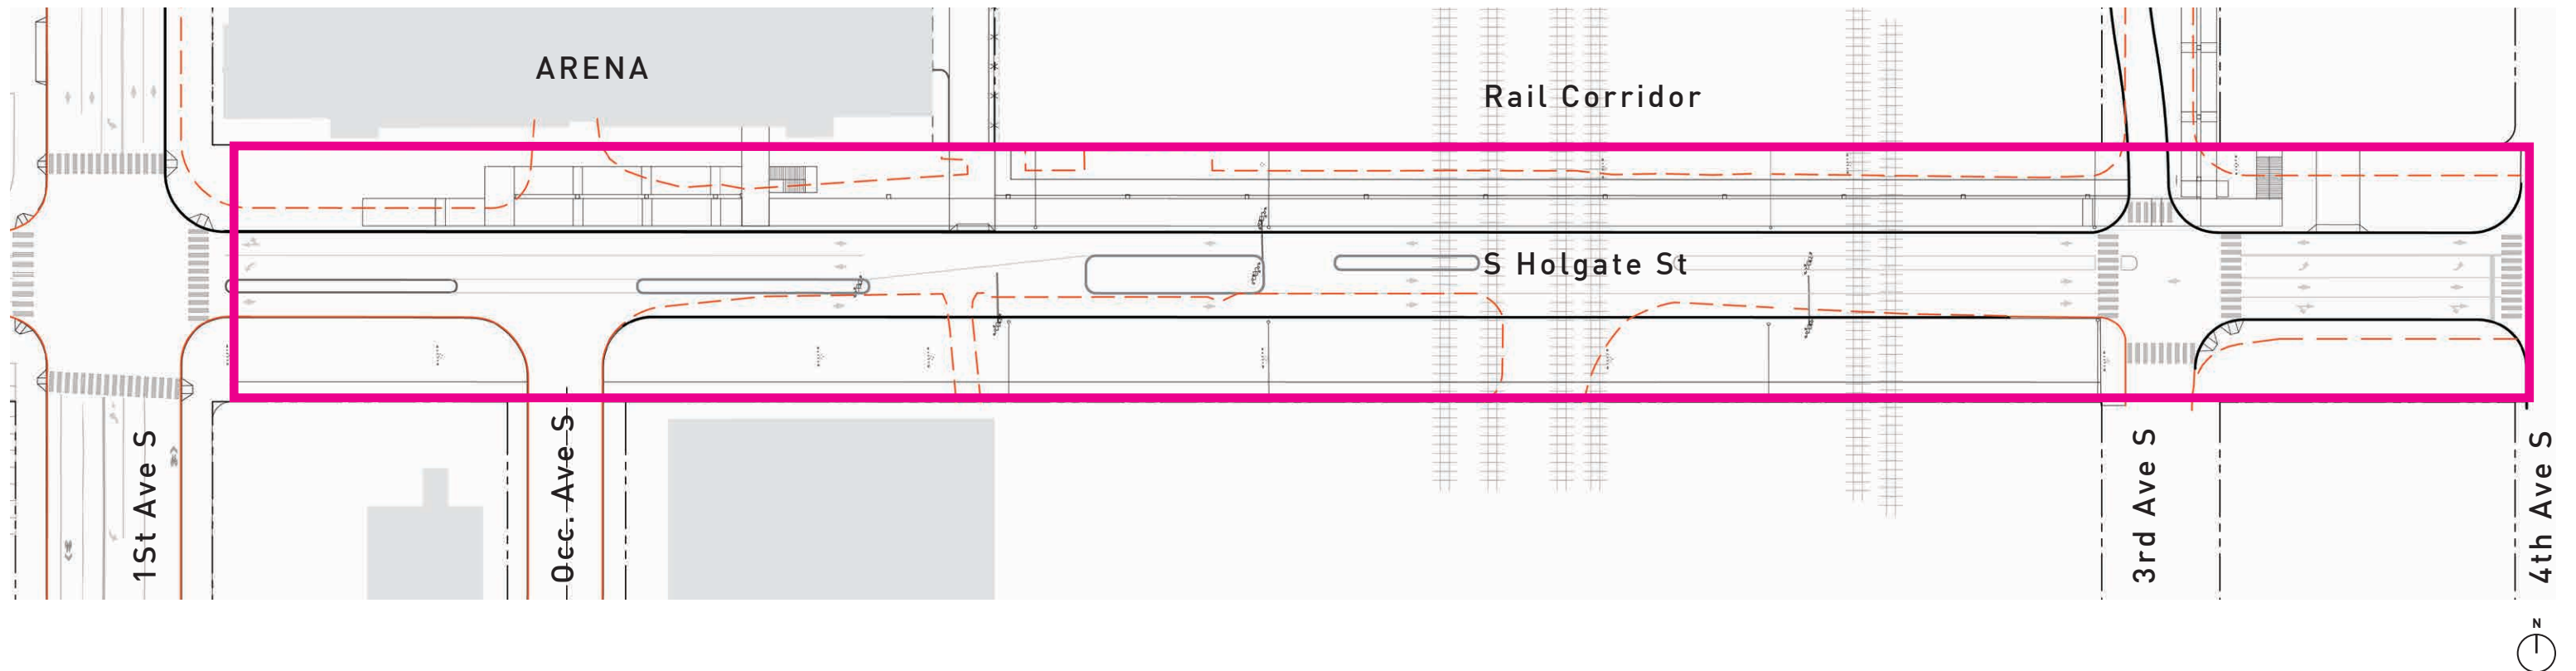 ARENA
Rail Corridor
S Holgate St
1St Ave S
Occ. Ave S
3rd Ave S
4th Ave S
N